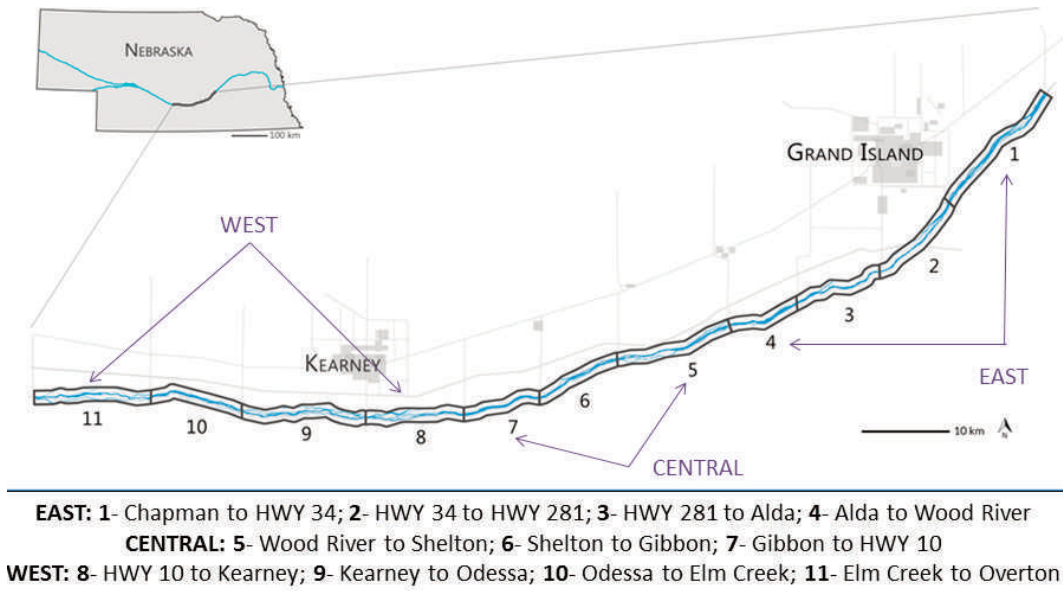 NEBRASKA
100 km
GRAND ISLAND
1
WEST
2
3
4
KEARNEY
5
EAST
6
11
10
9
8
7
10 km
N
CENTRAL
EAST: 1- Chapman to HWY 34; 2- HWY 34 to HWY 281; 3- HWY 281 to Alda; 4- Alda to Wood River
CENTRAL: 5- Wood River to Shelton; 6- Shelton to Gibbon; 7- Gibbon to HWY 10
WEST: 8- HWY 10 to Kearney; 9- Kearney to Odessa; 10- Odessa to Elm Creek; 11- Elm Creek to Overton